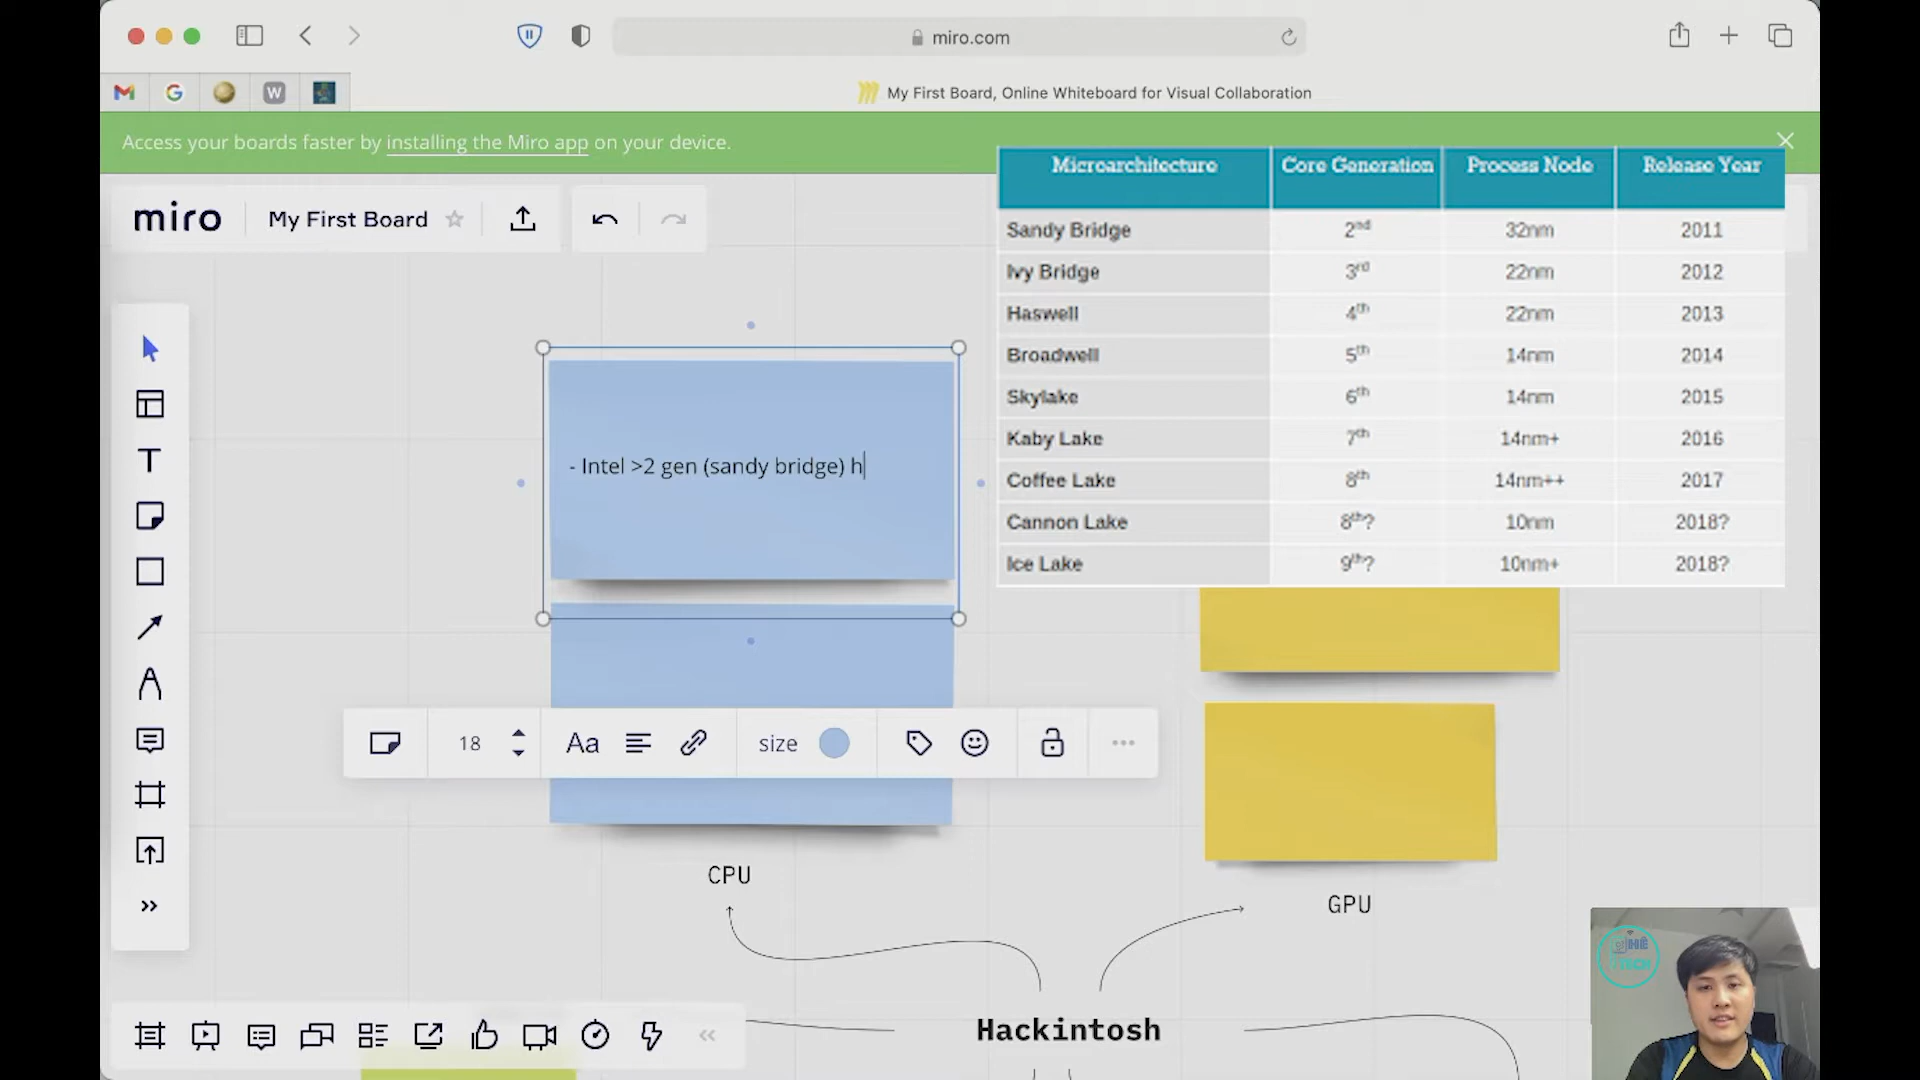 miro.com
W
My First Board, Online Whiteboard for Visual Collaboration
Access your boards faster by installing the Miro app on your device.
miro
My First Board
Microarchitecture Core Generation Process Node Release Year
Sandy Bridge 2nd 32nm 2011
Ivy Bridge 3rd 22nm 2012
Haswell 4th 22nm 2013
Broadwell 5th 14nm 2014
Skylake 6th 14nm 2015
Kaby Lake 7th 14nm+ 2016
Coffee Lake 8th 14nm++ 2017
Cannon Lake 8th? 10nm 2018?
Ice Lake 9th? 10nm+ 2018?
- Intel >2 gen (sandy bridge) h
18
Aa
size
CPU
GPU
Hackintosh
TECH